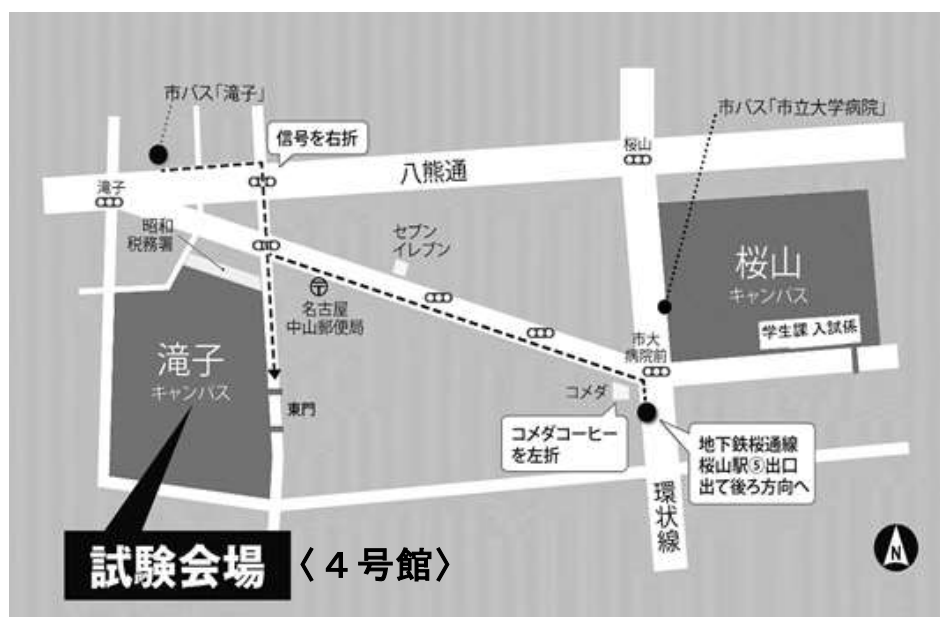 市バス「滝子」
信号を右折
市バス「市立大学病院」
桜山
八熊通
滝子
昭和
税務署
セブン
イレブン
桜山
キャンパス
〒
名古屋
中山郵便局
学生課 入試係
市大
病院前
滝子
キャンパス
コメダ
東門
コメダコーヒー
を左折
地下鉄桜通線
桜山駅⑤出口
出て後ろ方向へ
環状線
N
試験会場〈4号館〉